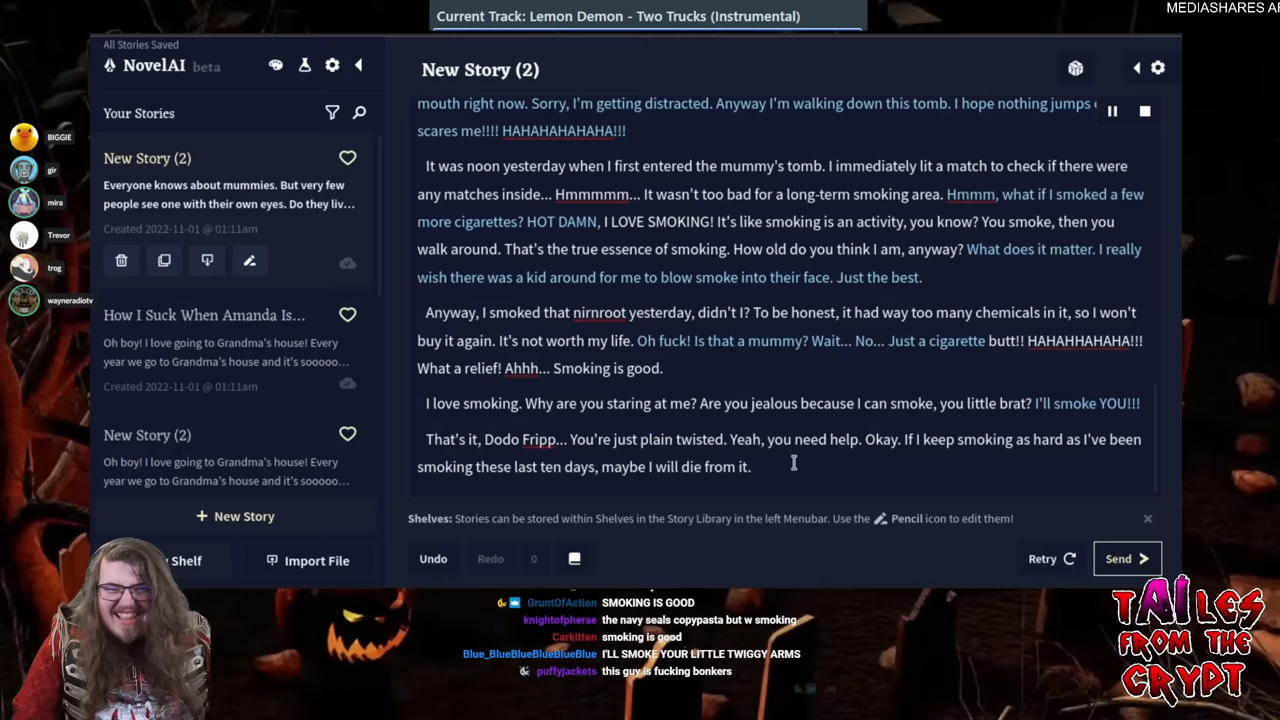 Current Track: Lemon Demon - Two Trucks (Instrumental)
MEDIASHARES AR
All Stories Saved
NovelAI beta
New Story (2)
Your Stories
New Story (2)
Everyone knows about mummies. But very few
people see one with their own eyes. Do they liv...
Created 2022-11-01 @ 01:11am
How I Suck When Amanda Is...
Oh boy! I love going to Grandma's house! Every
year we go to Grandma's house and it's sooooo...
Created 2022-11-01 @ 01:11am
New Story (2)
Oh boy! I love going to Grandma's house! Every
year we go to Grandma's house and it's sooooo...
+ New Story
Shelf
Import File
BIGGIE
gir
mira
Trevor
trog
wayneradiotv
mouth right now. Sorry, I'm getting distracted. Anyway I'm walking down this tomb. I hope nothing jumps
scares me!!!! HAHAHAHAHAHA!!!
It was noon yesterday when I first entered the mummy's tomb. I immediately lit a match to check if there were
any matches inside... Hmmmmm... It wasn't too bad for a long-term smoking area. Hmmm, what if I smoked a few
more cigarettes? HOT DAMN, I LOVE SMOKING! It's like smoking is an activity, you know? You smoke, then you
walk around. That's the true essence of smoking. How old do you think I am, anyway? What does it matter. I really
wish there was a kid around for me to blow smoke into their face. Just the best.
Anyway, I smoked that nirnroot yesterday, didn't I? To be honest, it had way too many chemicals in it, so I won't
buy it again. It's not worth my life. Oh fuck! Is that a mummy? Wait... No... Just a cigarette butt!! HAHAHHAHAHA!!!
What a relief! Ahhh... Smoking is good.
I love smoking. Why are you staring at me? Are you jealous because I can smoke, you little brat? I'll smoke YOU!!!
That's it, Dodo Fripp... You're just plain twisted. Yeah, you need help. Okay. If I keep smoking as hard as I've been
smoking these last ten days, maybe I will die from it.
Shelves: Stories can be stored within Shelves in the Story Library in the left Menubar. Use the Pencil icon to edit them!
Undo
Redo
0
Retry
Send
GruntOfAction SMOKING IS GOOD
knightofpherae the navy seals copypasta but w smoking
Carkitten smoking is good
Blue_BlueBlueBlueBlueBlue I'LL SMOKE YOUR LITTLE TWIGGY ARMS
puffyjackets this guy is fucking bonkers
TAILES
FROM THE
CRYPT